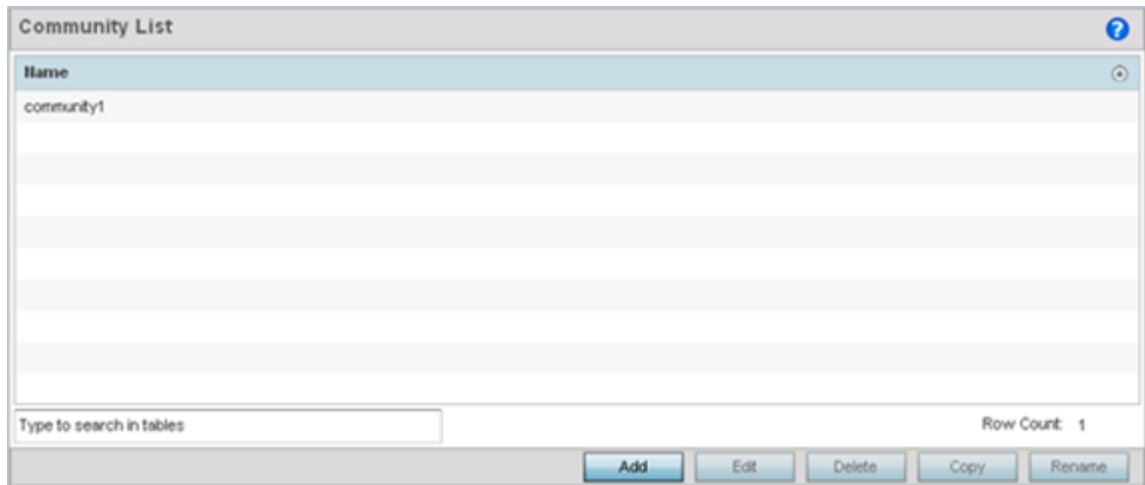 Community List
?
Name
community1
Type to search in tables
Row Count: 1
Add Edit Delete Copy Rename